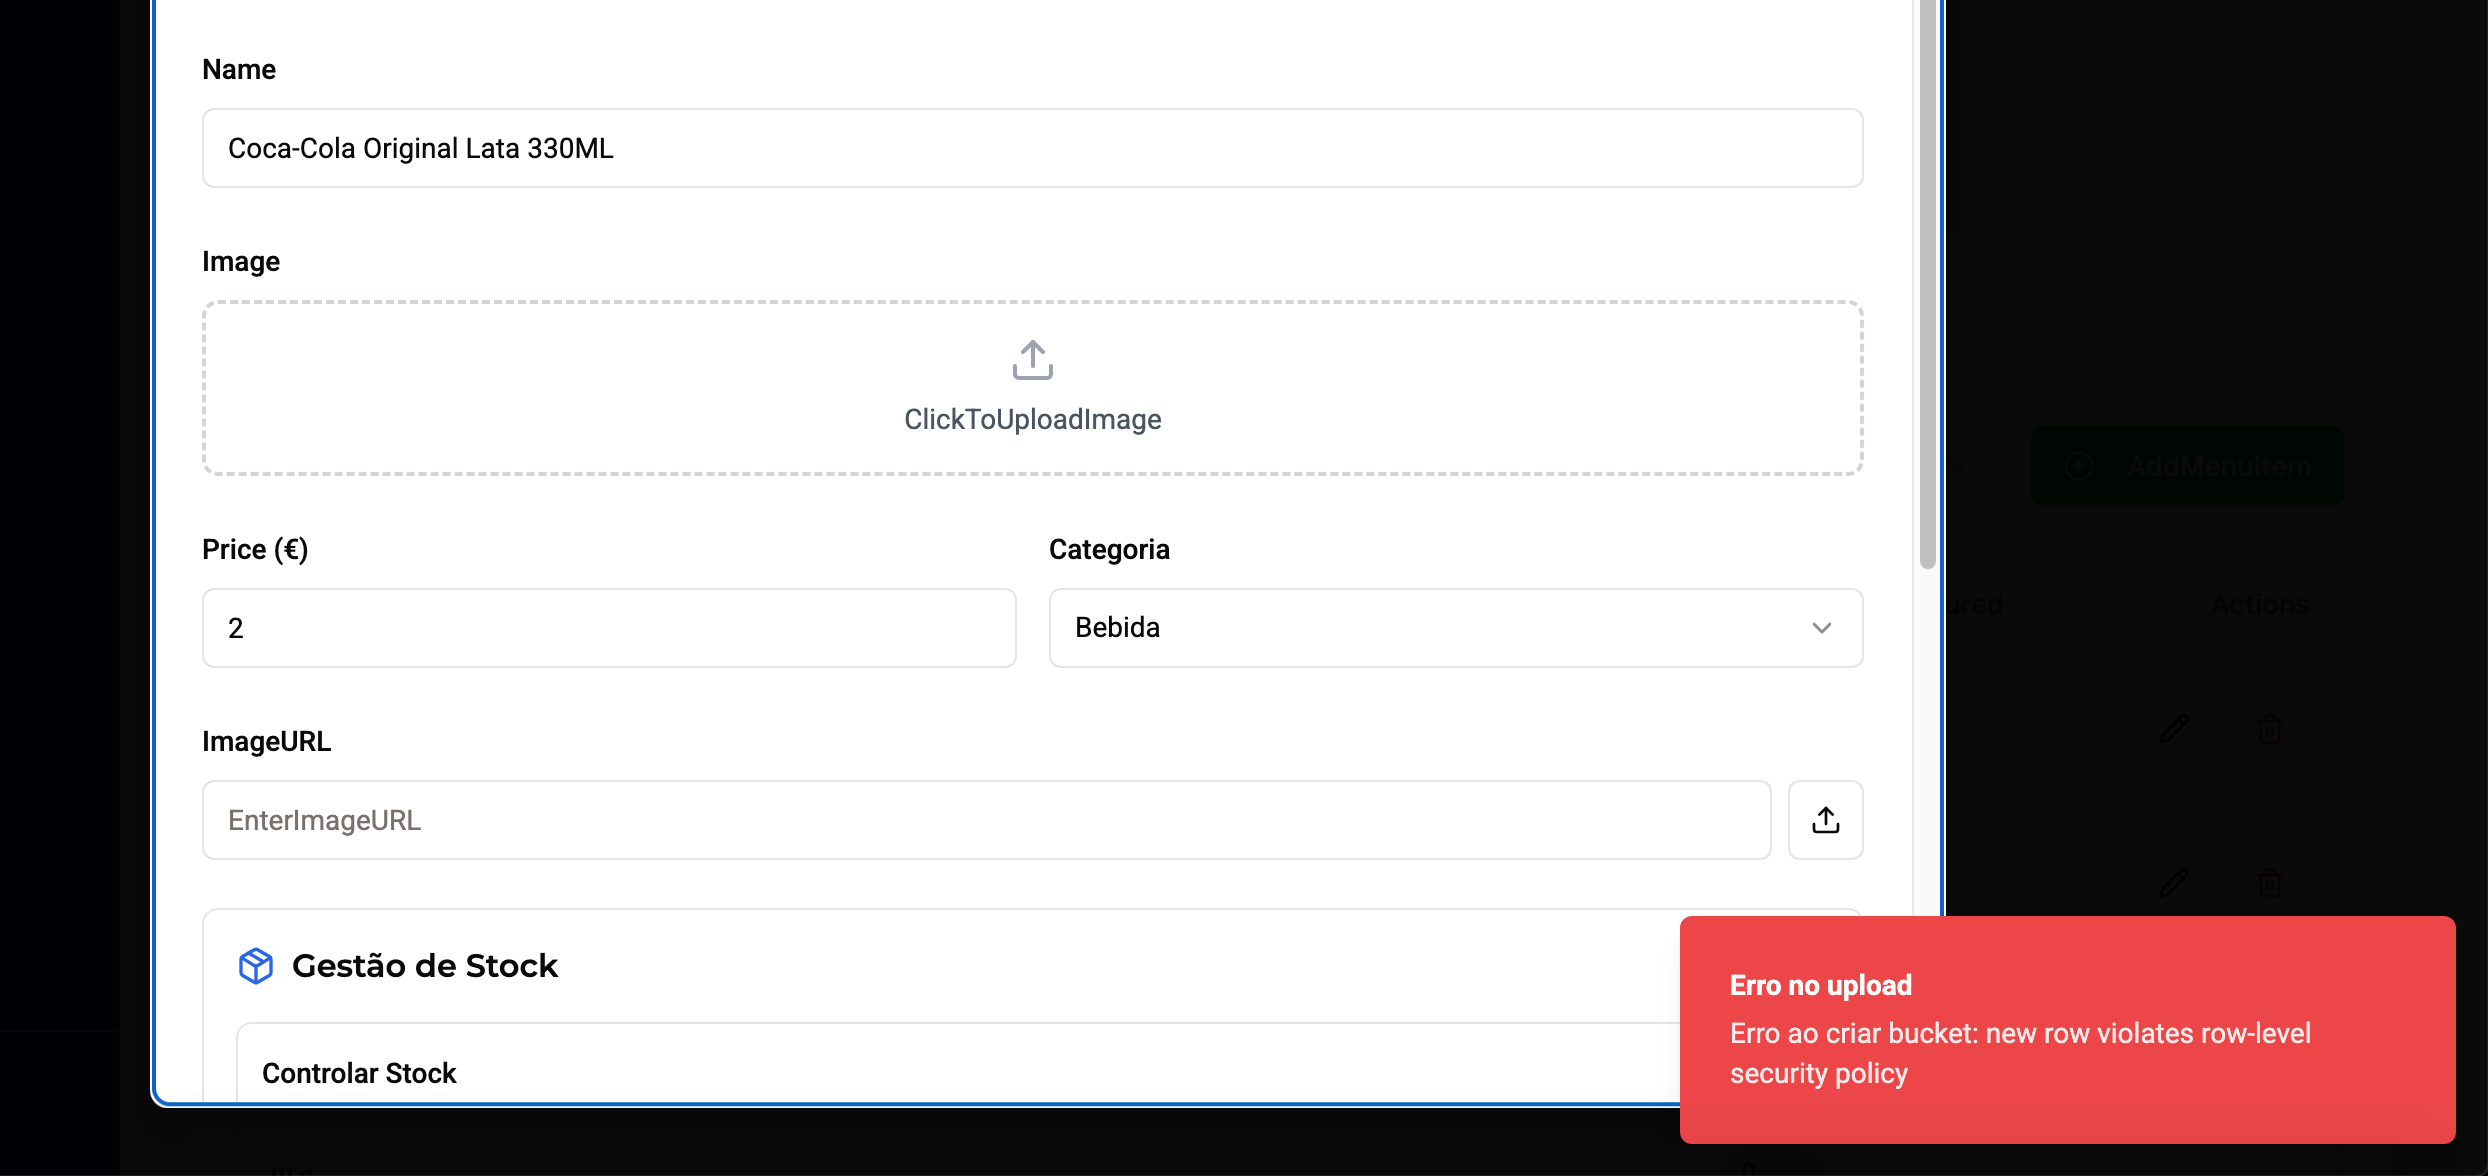 Name
Coca-Cola Original Lata 330ML
Image
ClickToUploadImage
AddMenuItem
Price (€)
Categoria
2
Bebida
ured
Actions
ImageURL
EnterImageURL
Gestão de Stock
Controlar Stock
Erro no upload
Erro ao criar bucket: new row violates row-level
security policy